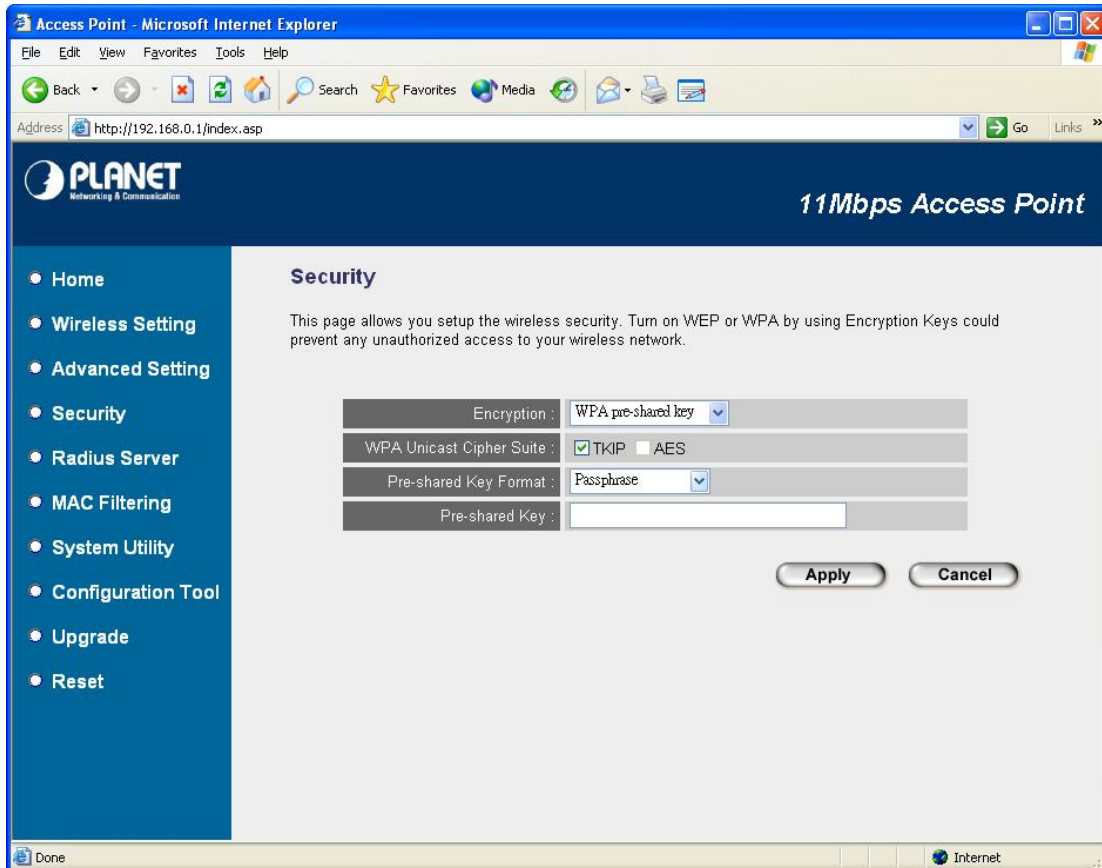 Access Point - Microsoft Internet Explorer
File Edit View Favorites Tools Help
Back Search Favorites Media
Address http://192.168.0.1/index.asp Go Links »
PLANET
Networking & Communication
11Mbps Access Point
Home
Wireless Setting
Advanced Setting
Security
Radius Server
MAC Filtering
System Utility
Configuration Tool
Upgrade
Reset
Security
This page allows you setup the wireless security. Turn on WEP or WPA by using Encryption Keys could
prevent any unauthorized access to your wireless network.
Encryption : WPA pre-shared key
WPA Unicast Cipher Suite : TKIP AES
Pre-shared Key Format : Passphrase
Pre-shared Key :
Apply Cancel
Done Internet